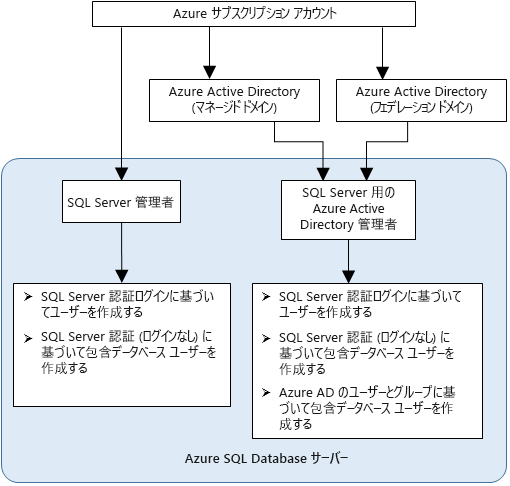 Azure サブスクリプション アカウント
Azure Active Directory
(マネージド ドメイン)
Azure Active Directory
(フェデレーション ドメイン)
SQL Server 管理者
SQL Server 用の
Azure Active
Directory 管理者
➢ SQL Server 認証ログインに基づい
てユーザーを作成する
➢ SQL Server 認証 (ログインなし) に
基づいて包含データベース ユーザーを
作成する
➢ SQL Server 認証ログインに基づいて
ユーザーを作成する
➢ SQL Server 認証 (ログインなし) に
基づいて包含データベース ユーザーを
作成する
➢ Azure AD のユーザーとグループに基
づいて包含データベース ユーザーを作
成する
Azure SQL Database サーバー